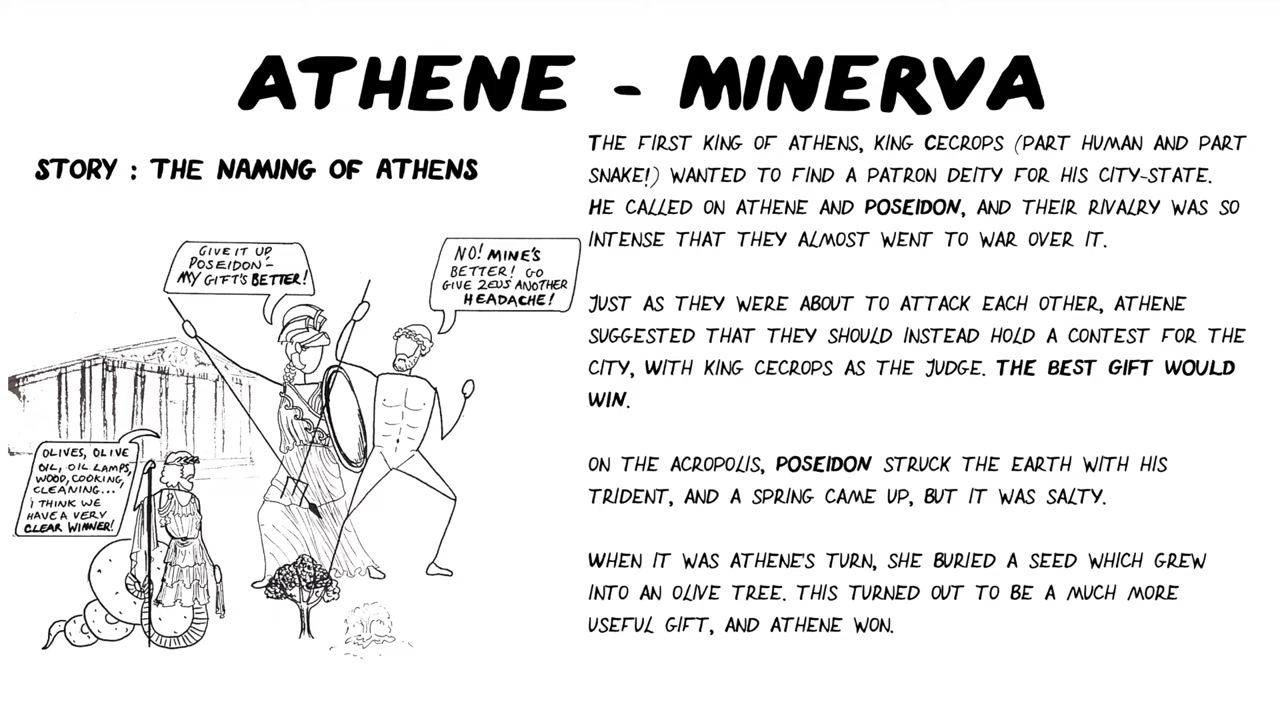 ATHENE - MINERVA
STORY : THE NAMING OF ATHENS
GIVE IT UP,
POSEIDON -
MY GIFT'S BETTER!
NO! MINE'S
BETTER! GO
GIVE ZEUS ANOTHER
HEADACHE!
OLIVES, OLIVE
OIL, OIL LAMPS,
WOOD, COOKING,
CLEANING...
I THINK WE
HAVE A VERY
CLEAR WINNER!
THE FIRST KING OF ATHENS, KING CECROPS (PART HUMAN AND PART
SNAKE!) WANTED TO FIND A PATRON DEITY FOR HIS CITY-STATE.
HE CALLED ON ATHENE AND POSEIDON, AND THEIR RIVALRY WAS SO
INTENSE THAT THEY ALMOST WENT TO WAR OVER IT.
JUST AS THEY WERE ABOUT TO ATTACK EACH OTHER, ATHENE
SUGGESTED THAT THEY SHOULD INSTEAD HOLD A CONTEST FOR THE
CITY, WITH KING CECROPS AS THE JUDGE. THE BEST GIFT WOULD
WIN.
ON THE ACROPOLIS, POSEIDON STRUCK THE EARTH WITH HIS
TRIDENT, AND A SPRING CAME UP, BUT IT WAS SALTY.
WHEN IT WAS ATHENE'S TURN, SHE BURIED A SEED WHICH GREW
INTO AN OLIVE TREE. THIS TURNED OUT TO BE A MUCH MORE
USEFUL GIFT, AND ATHENE WON.